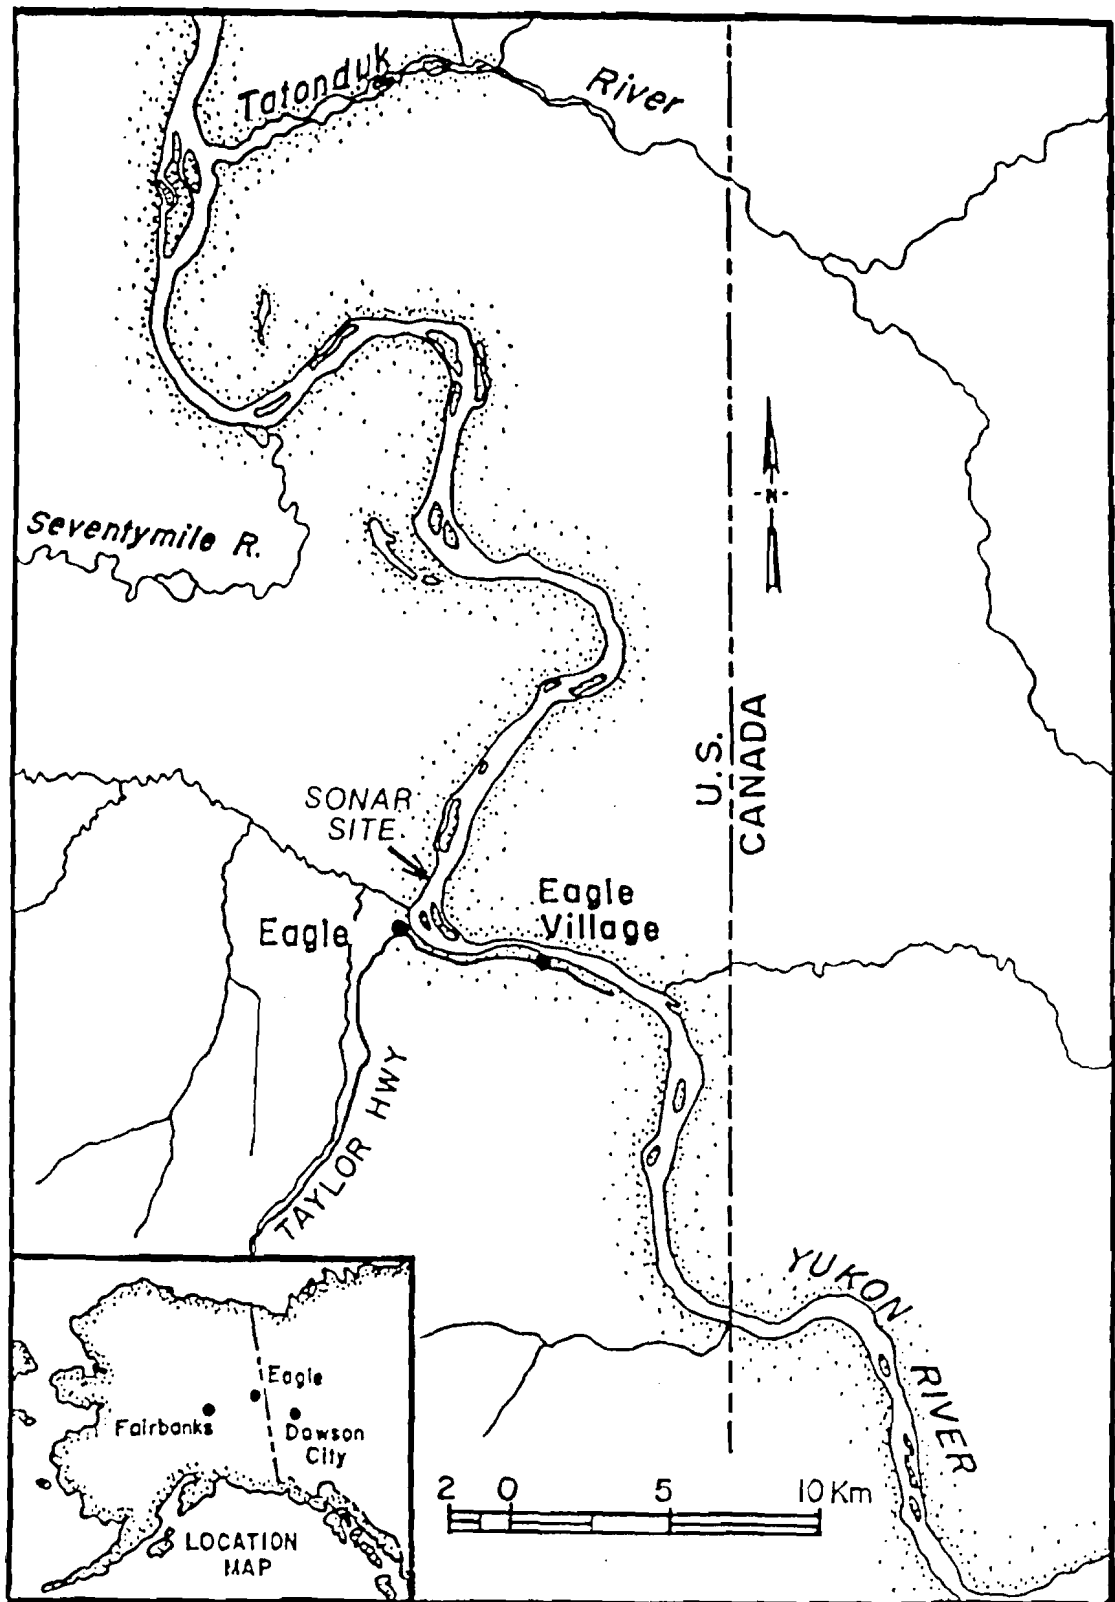 Tatonduk
River
Seventymile R.
-N-
U.S.
CANADA
SONAR
SITE
Eagle
Village
Eagle
TAYLOR HWY
YUKON
RIVER
Eagle
Fairbanks
Dawson
City
LOCATION
MAP
2 0 5 10 Km